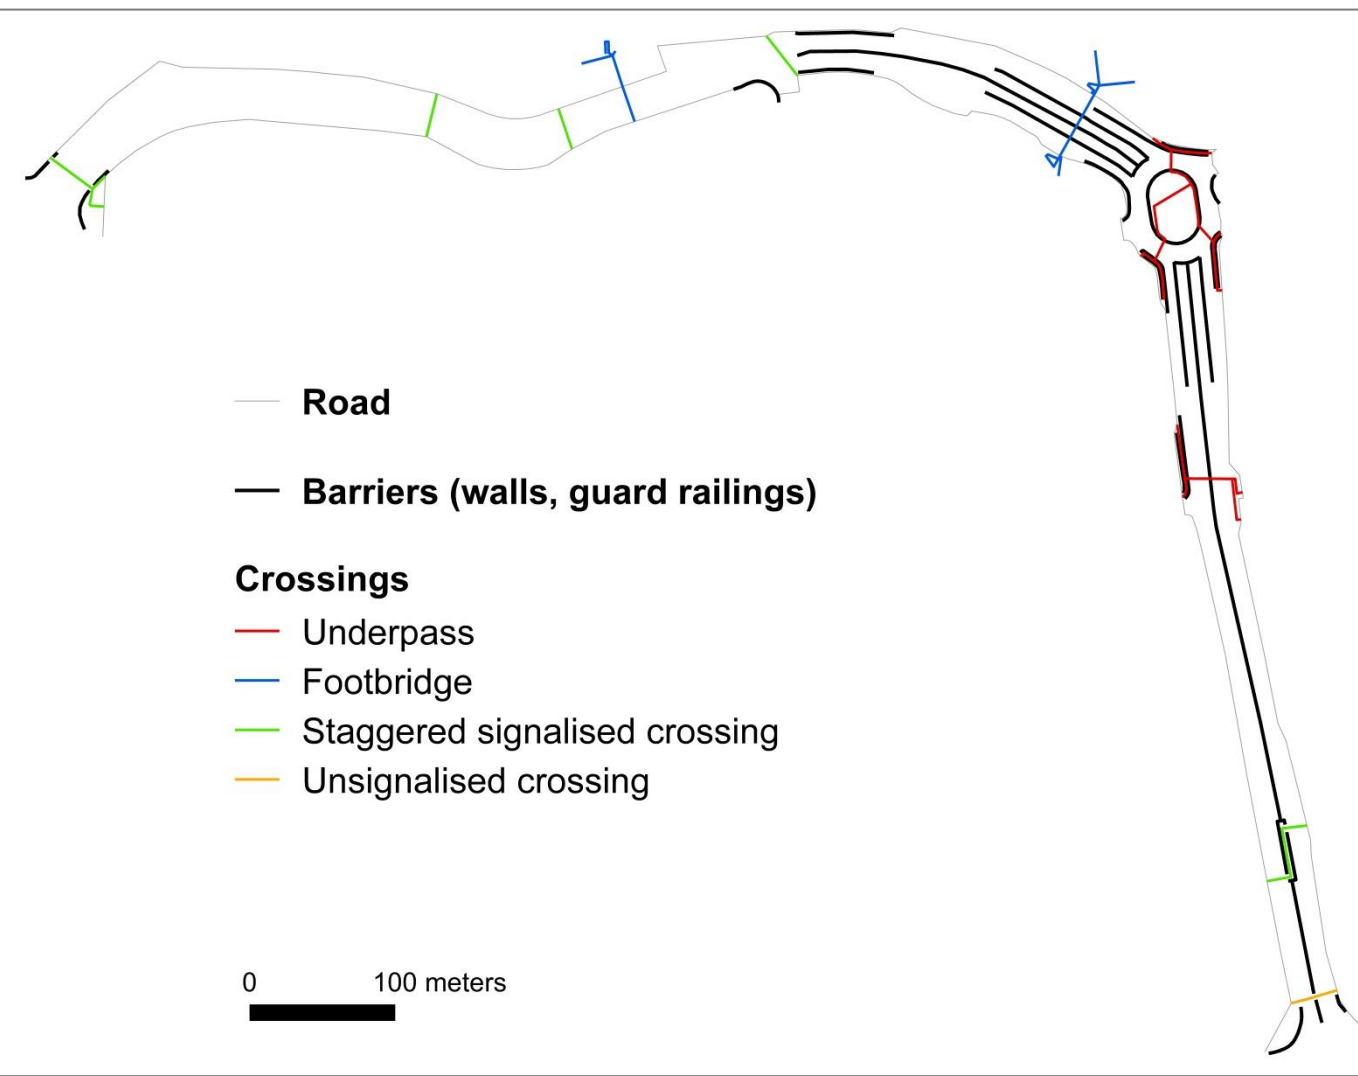 Road
Barriers (walls, guard railings)
Crossings
Underpass
Footbridge
Staggered signalised crossing
Unsignalised crossing
0 100 meters